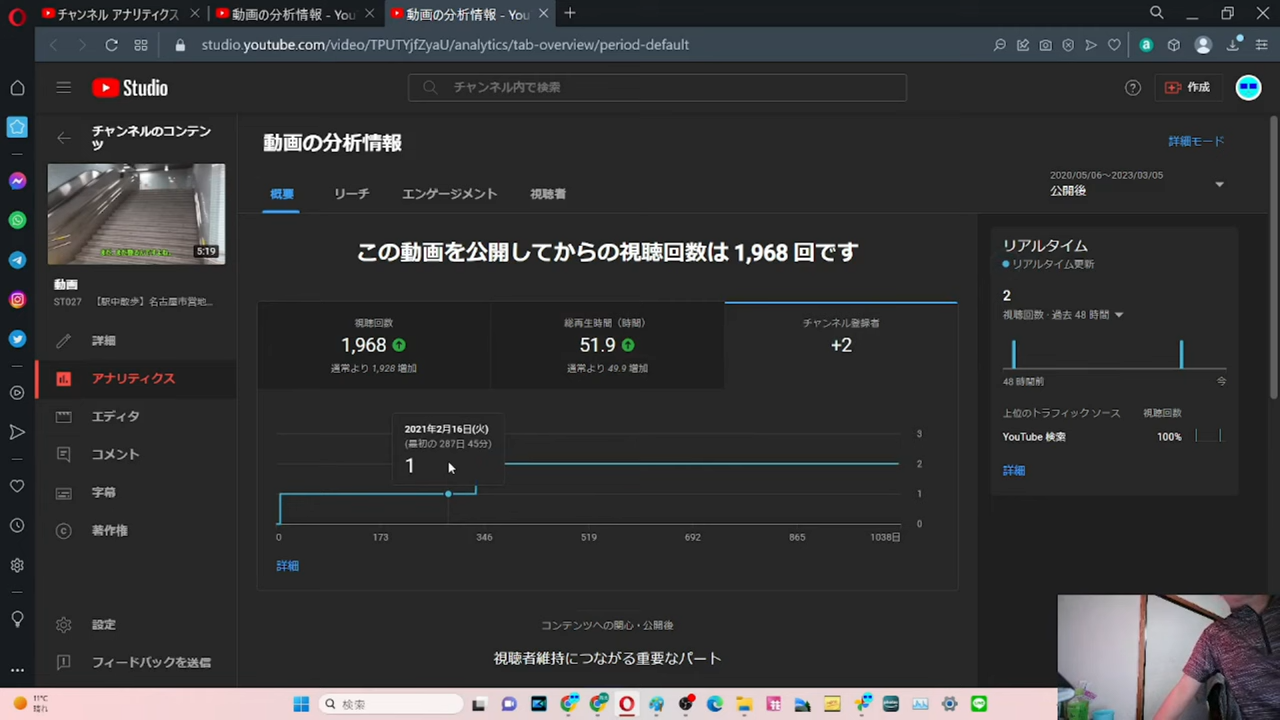 チャンネル アナリティクス
動画の分析情報 - You
動画の分析情報 - You
studio.youtube.com/video/TPUTYjfZyaU/analytics/tab-overview/period-default
Studio
チャンネル内で検索
作成
チャンネルのコンテン
ツ
5:19
動画
ST027 【駅中散歩】名古屋市営地...
詳細
アナリティクス
エディタ
コメント
字幕
著作権
設定
フィードバックを送信
動画の分析情報
詳細モード
概要
リーチ
エンゲージメント
視聴者
2020/05/06～2023/03/05
公開後
この動画を公開してからの視聴回数は 1,968 回です
視聴回数
1,968
通常より 1,928 増加
総再生時間（時間）
51.9
通常より 49.9 増加
チャンネル登録者
+2
2021年2月16日(火)
(最初の 287日 45分)
1
3
2
1
0
0
173
346
519
692
865
1038日
詳細
コンテンツへの関心・公開後
視聴者維持につながる重要なパート
リアルタイム
リアルタイム更新
2
視聴回数・過去 48 時間
48 時間前
今
上位のトラフィック ソース
視聴回数
YouTube 検索
100%
詳細
11°C
晴れ
検索